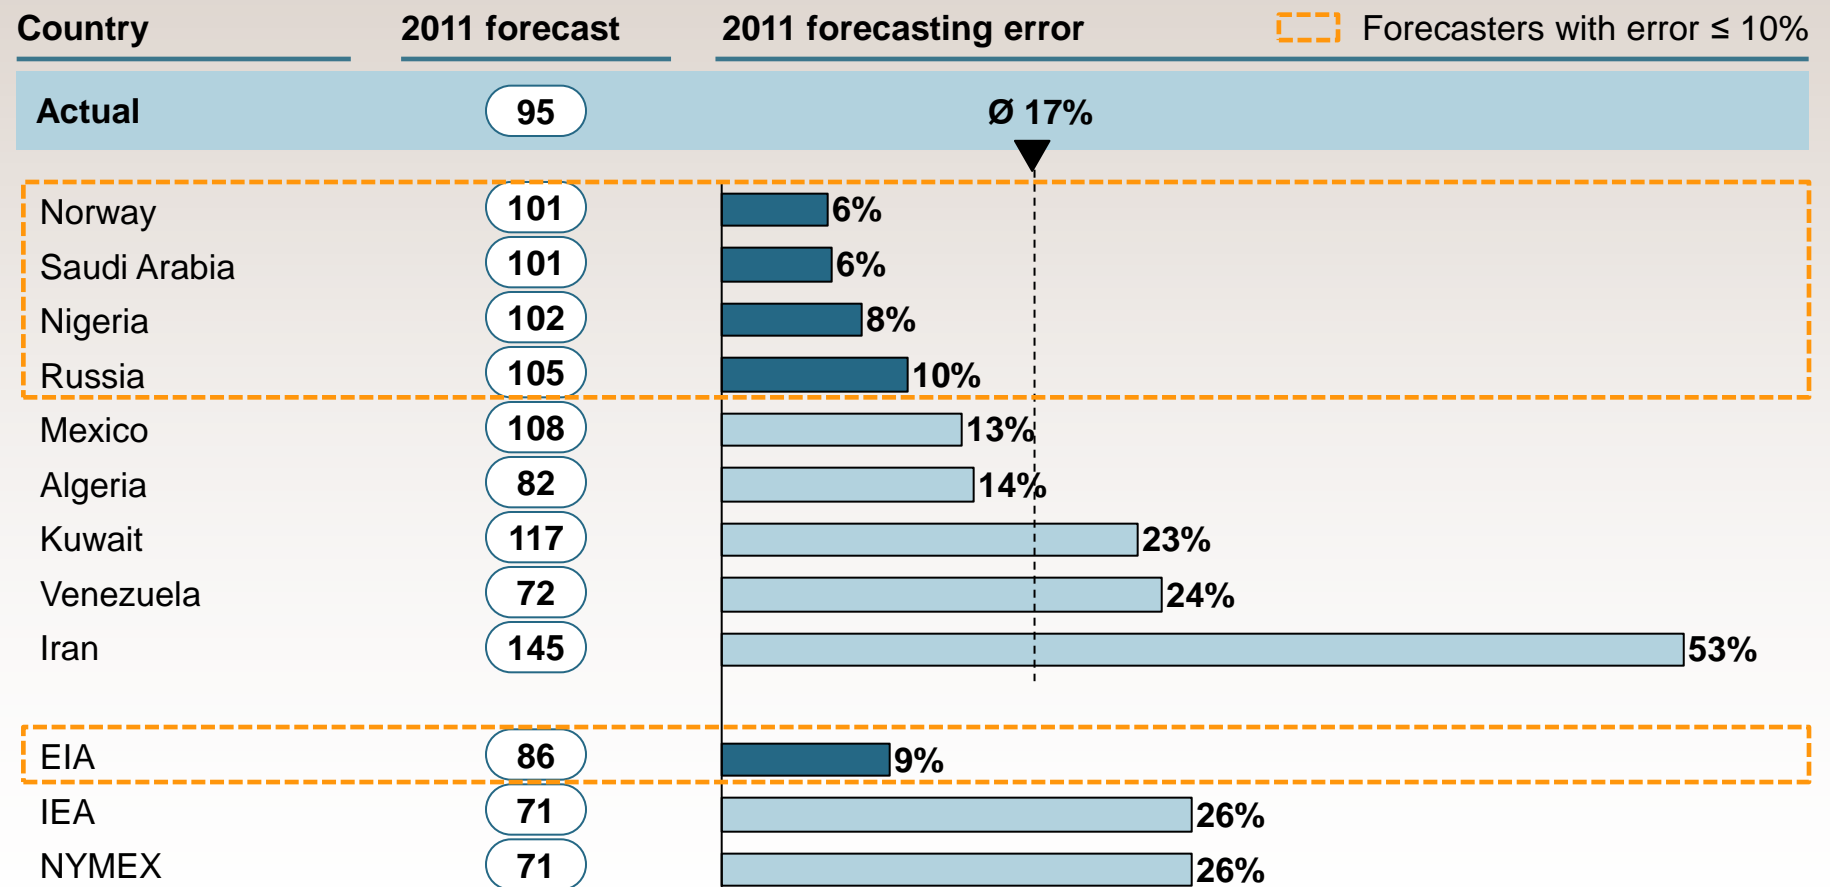 Country 2011 forecast 2011 forecasting error Forecasters with error ≤ 10%
Actual 95 Ø 17%
Norway 101 6%
Saudi Arabia 101 6%
Nigeria 102 8%
Russia 105 10%
Mexico 108 13%
Algeria 82 14%
Kuwait 117 23%
Venezuela 72 24%
Iran 145 53%
EIA 86 9%
IEA 71 26%
NYMEX 71 26%